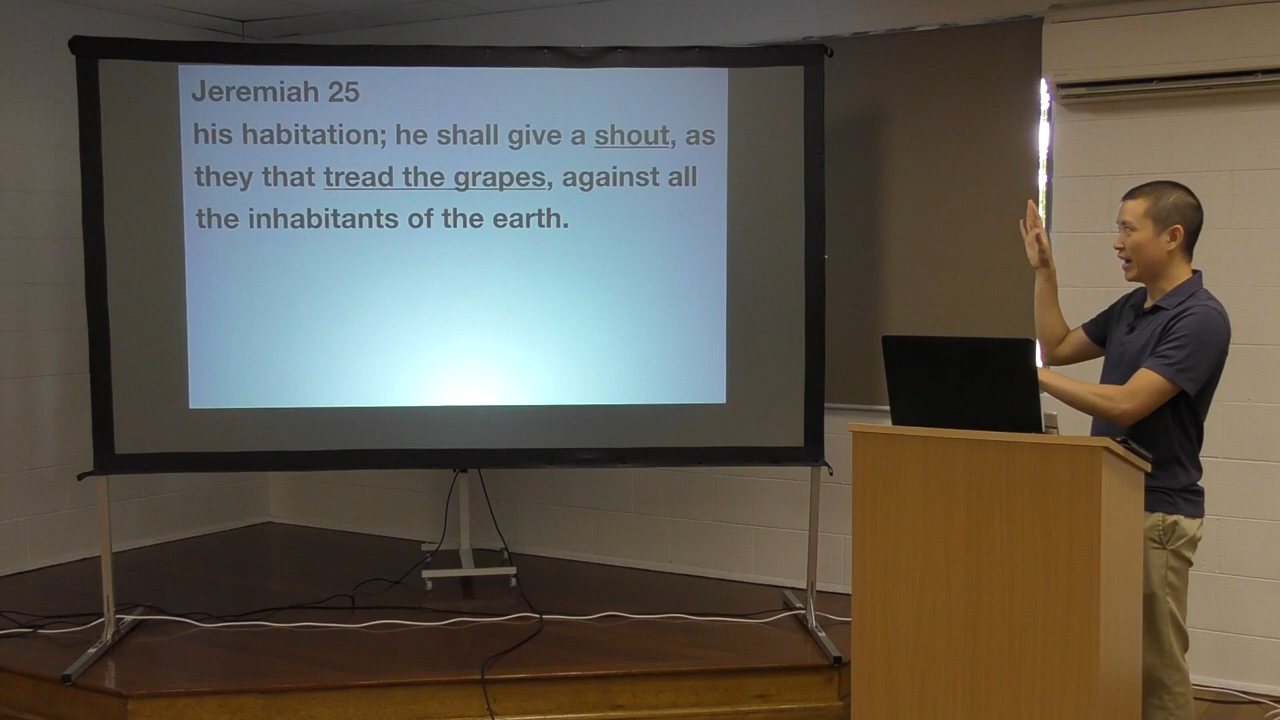 Jeremiah 25
his habitation; he shall give a shout, as
they that tread the grapes, against all
the inhabitants of the earth.